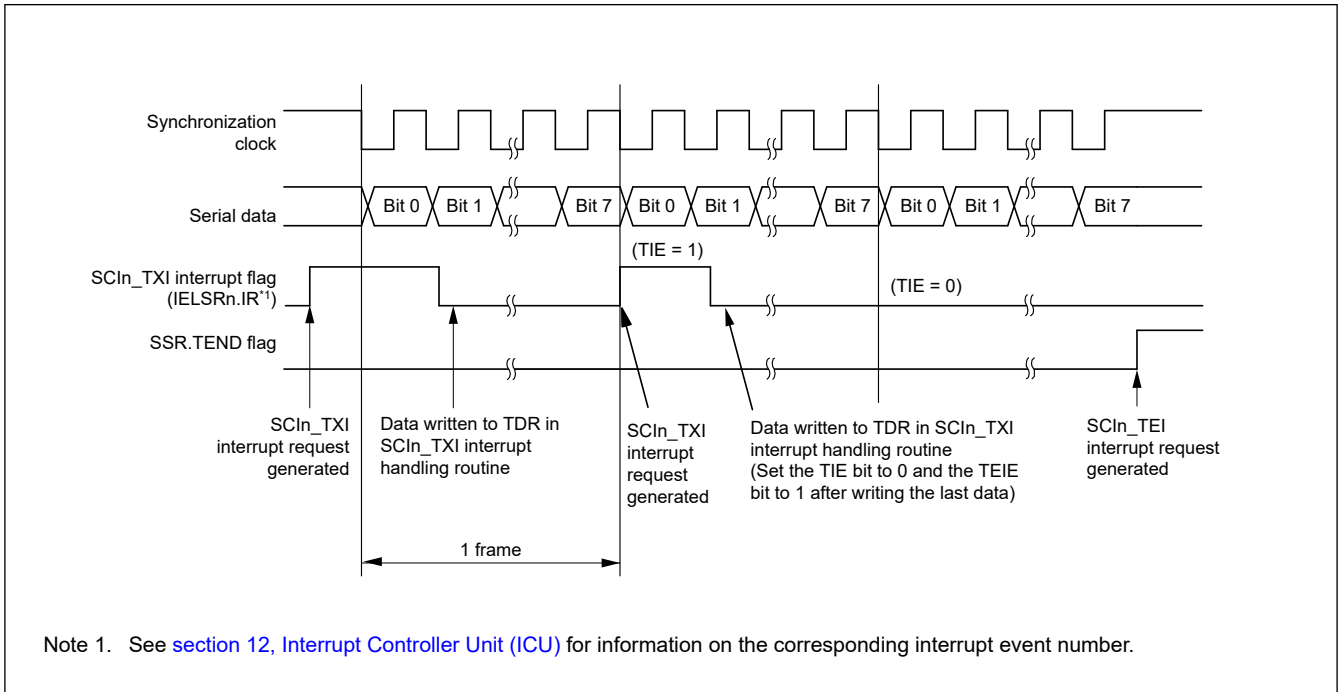 Synchronization
clock
Serial data
Bit 0 Bit 1 Bit 7 Bit 0 Bit 1 Bit 7 Bit 0 Bit 1 Bit 7
(TIE = 1)
SCIn_TXI interrupt flag
(IELSRn.IR*1)
(TIE = 0)
SSR.TEND flag
SCIn_TXI
interrupt request
generated
Data written to TDR in
SCIn_TXI interrupt
handling routine
SCIn_TXI
interrupt
request
generated
Data written to TDR in SCIn_TXI
interrupt handling routine
(Set the TIE bit to 0 and the TEIE
bit to 1 after writing the last data)
SCIn_TEI
interrupt request
generated
1 frame
Note 1. See section 12, Interrupt Controller Unit (ICU) for information on the corresponding interrupt event number.